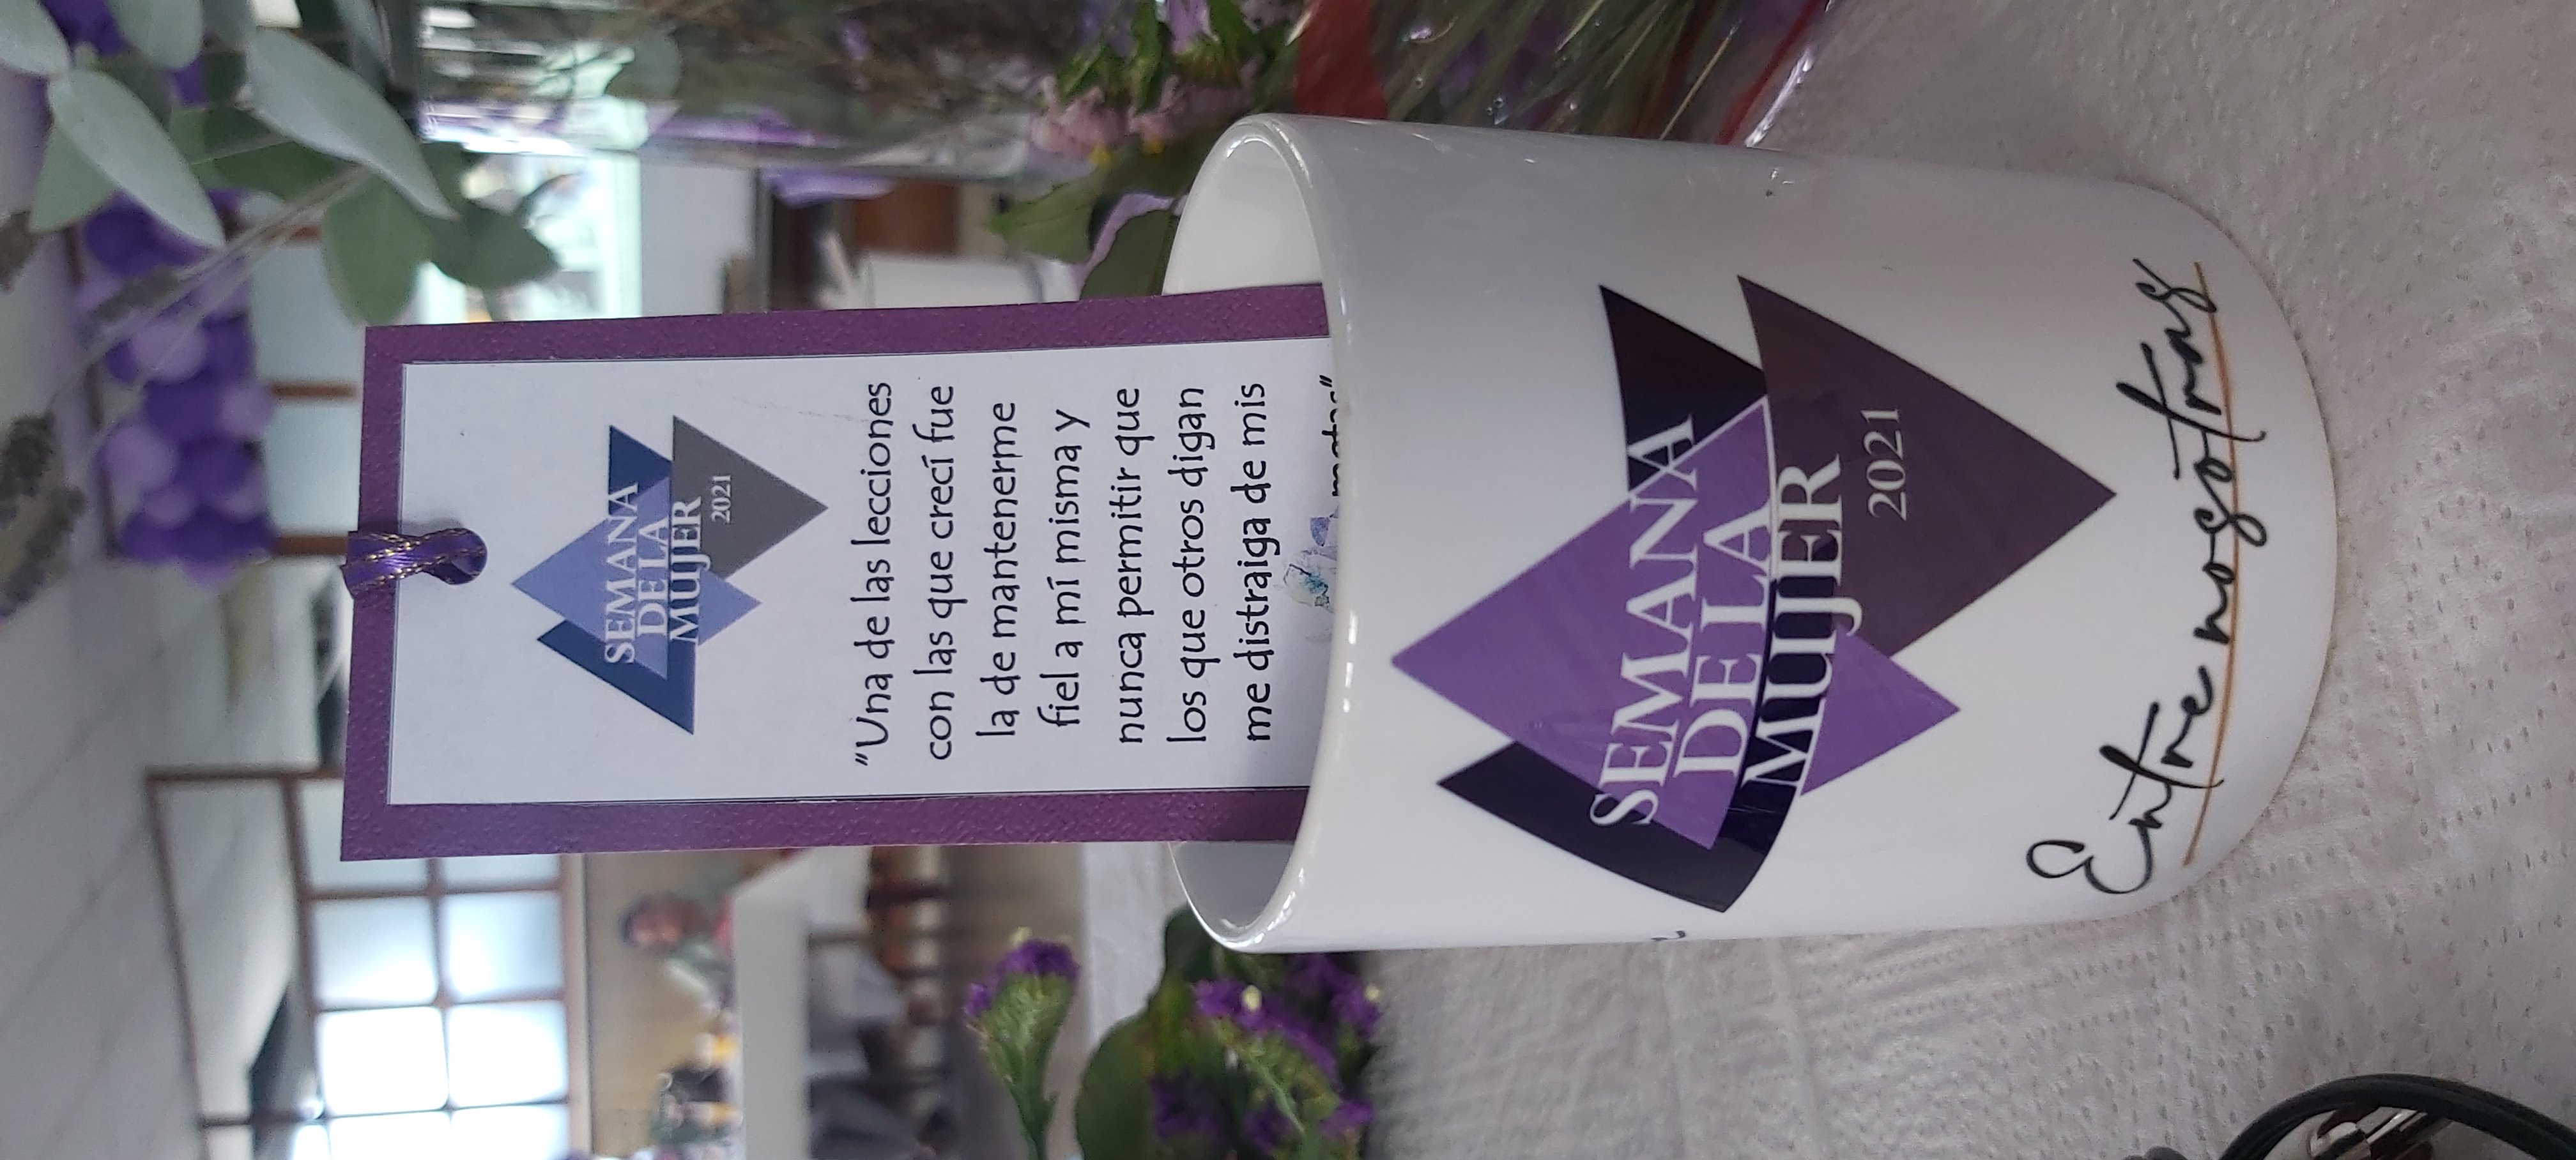 SEMANA
DE LA
MUJER
2021
"Una de las lecciones
con las que crecí fue
la de mantenerme
fiel a mí misma y
nunca permitir que
los que otros digan
me distraiga de mis
SEMANA
DE LA
MUJER
2021
Entre nosotras